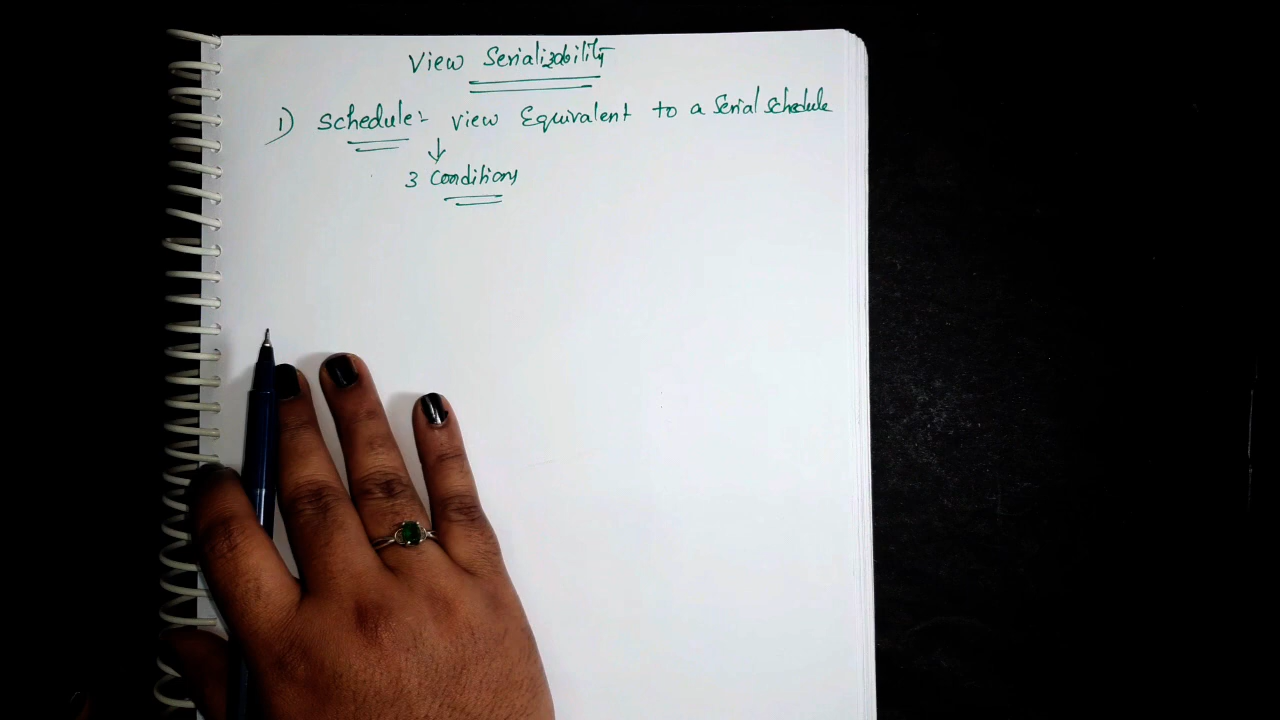 View Serializability
1) Schedule:- view Equivalent to a Serial Schedule
↓
3 Conditions